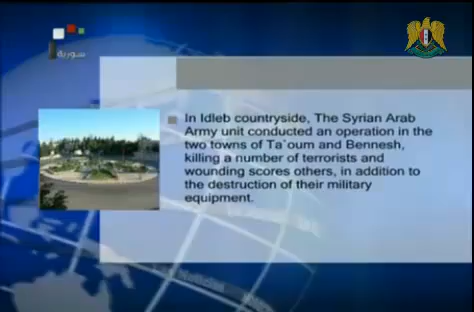 سورية
In Idleb countryside, The Syrian Arab
Army unit conducted an operation in the
two towns of Ta`oum and Bennesh,
killing a number of terrorists and
wounding scores others, in addition to
the destruction of their military
equipment.